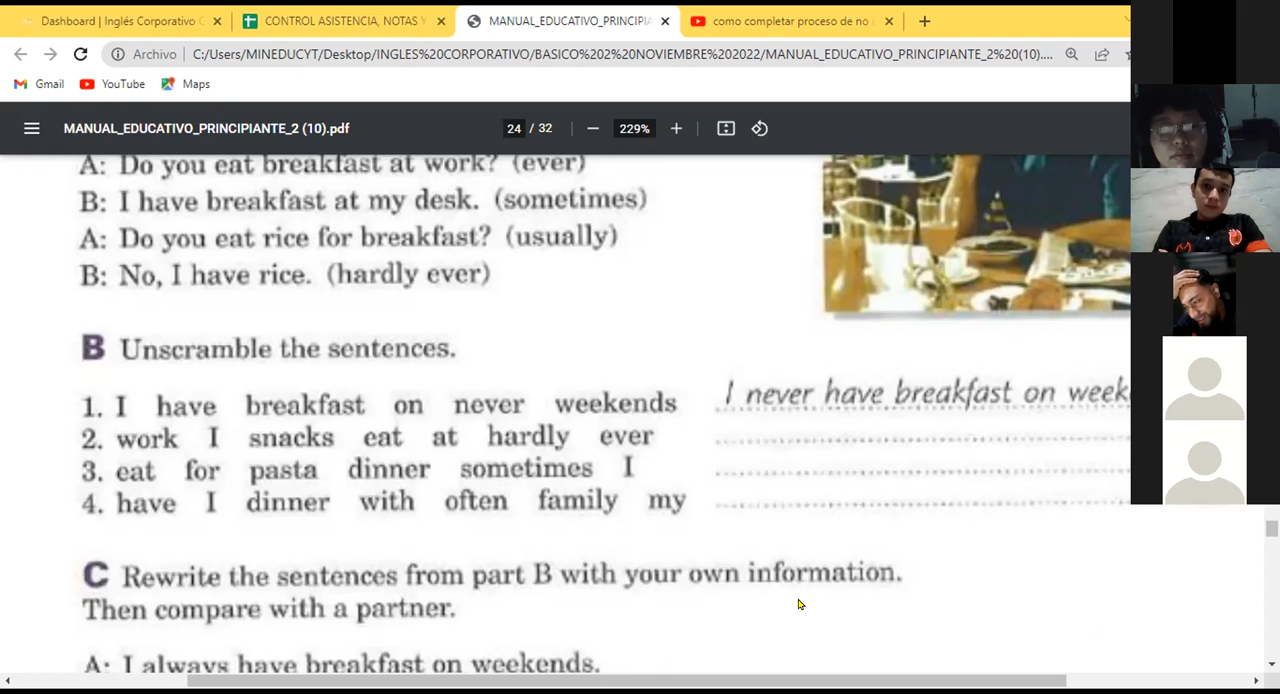 Dashboard | Inglés Corporativo
CONTROL ASISTENCIA, NOTAS Y
MANUAL_EDUCATIVO_PRINCIPIA
como completar proceso de no
Archivo
C:/Users/MINEDUCYT/Desktop/INGLES%20CORPORATIVO/BASICO%202%20NOVIEMBRE%202022/MANUAL_EDUCATIVO_PRINCIPIANTE_2%20(10)....
Gmail
YouTube
Maps
MANUAL_EDUCATIVO_PRINCIPIANTE_2 (10).pdf
24 / 32
229%
A: Do you eat breakfast at work? (ever)
B: I have breakfast at my desk. (sometimes)
A: Do you eat rice for breakfast? (usually)
B: No, I have rice. (hardly ever)
B Unscramble the sentences.
1. I have breakfast on never weekends
I never have breakfast on week
2. work I snacks eat at hardly ever
3. eat for pasta dinner sometimes I
4. have I dinner with often family my
C Rewrite the sentences from part B with your own information.
Then compare with a partner.
A: I always have breakfast on weekends.